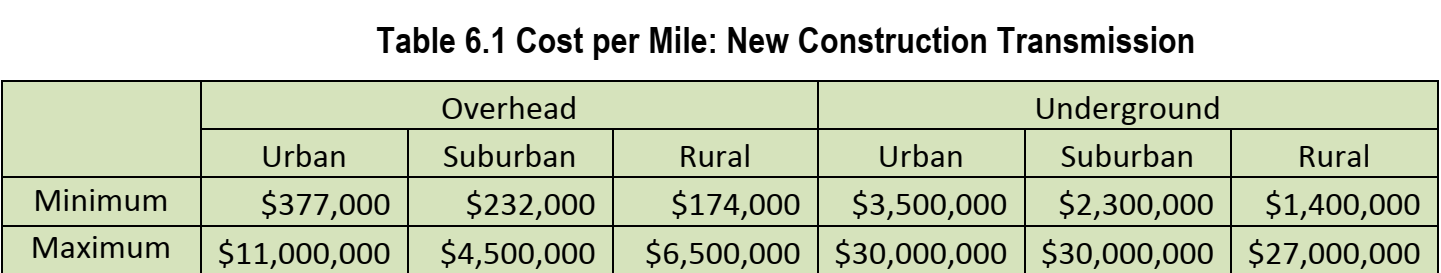 Table 6.1 Cost per Mile: New Construction Transmission
Overhead Underground
Urban Suburban Rural Urban Suburban Rural
Minimum $377,000 $232,000 $174,000 $3,500,000 $2,300,000 $1,400,000
Maximum $11,000,000 $4,500,000 $6,500,000 $30,000,000 $30,000,000 $27,000,000